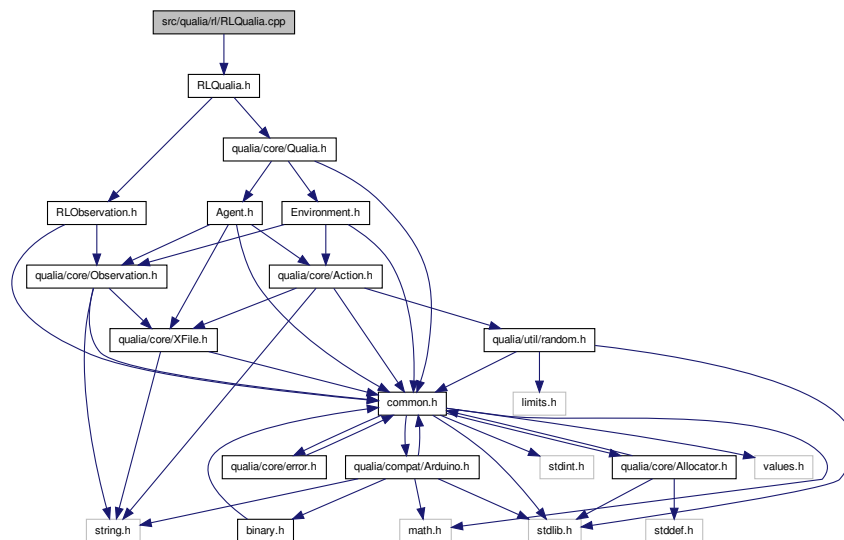 src/qualia/rl/RLQualia.cpp
RLQualia.h
qualia/core/Qualia.h
RLObservation.h
Agent.h
Environment.h
qualia/core/Observation.h
qualia/core/Action.h
qualia/core/XFile.h
qualia/util/random.h
common.h
limits.h
qualia/core/error.h
qualia/compat/Arduino.h
stdint.h
qualia/core/Allocator.h
values.h
string.h
binary.h
math.h
stdlib.h
stddef.h